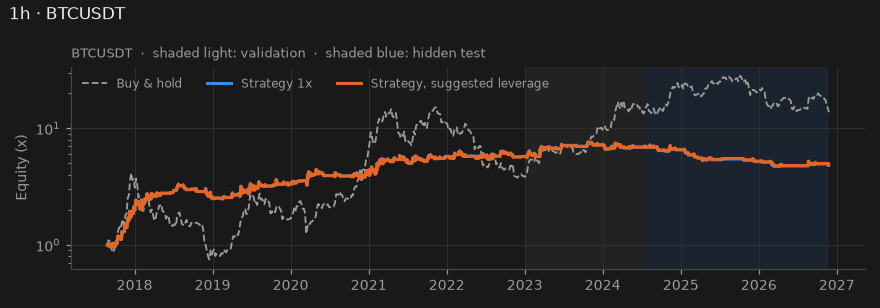 1h · BTCUSDT
BTCUSDT · shaded light: validation · shaded blue: hidden test
Buy & hold
Strategy 1x
Strategy, suggested leverage
Equity (x)
10¹
10⁰
2018
2019
2020
2021
2022
2023
2024
2025
2026
2027